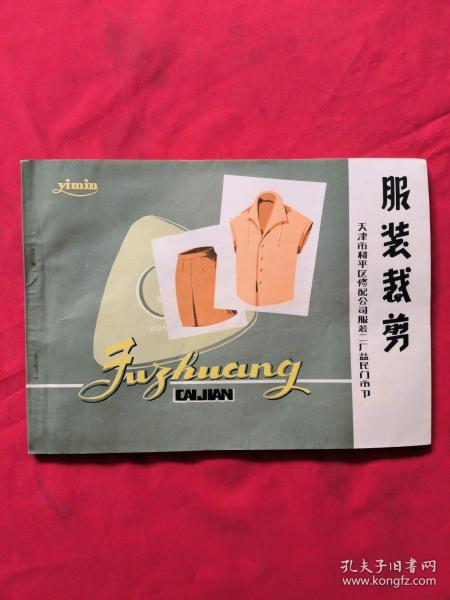 yimin
服装裁剪
天津市和平区修配公司服装二厂益民门市卩
Fuzhuang
CAIJIAN
孔夫子旧书网
www.kongfz.com